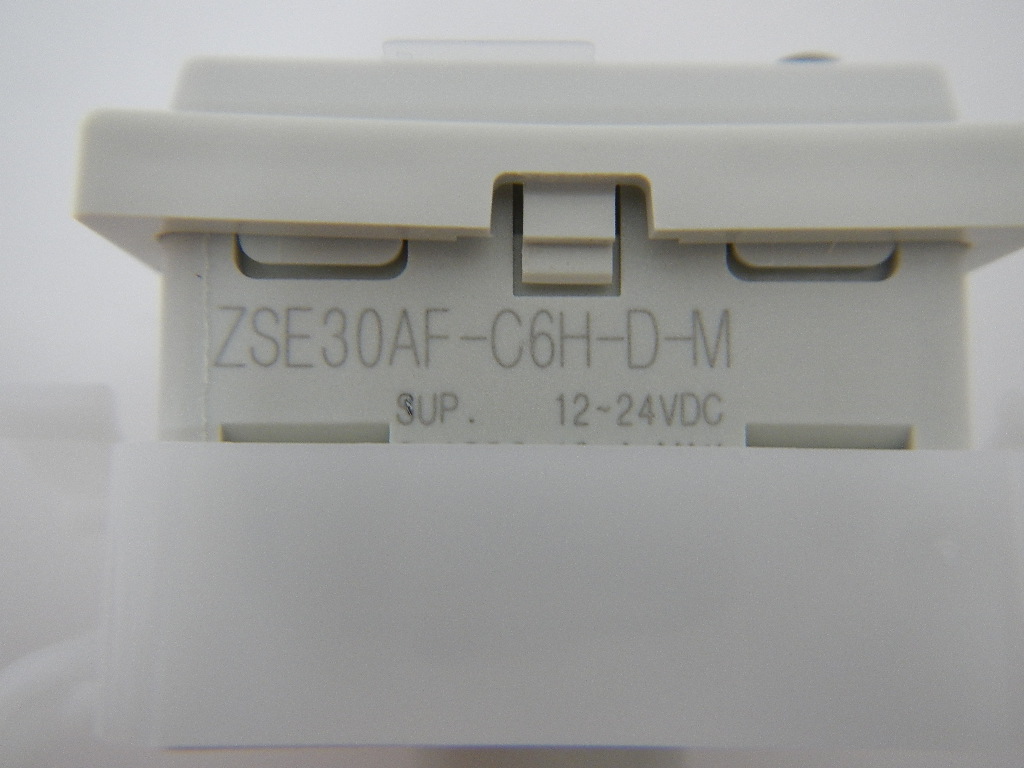 ZSE30AF-C6H-D-M
SUP. 12~24VDC